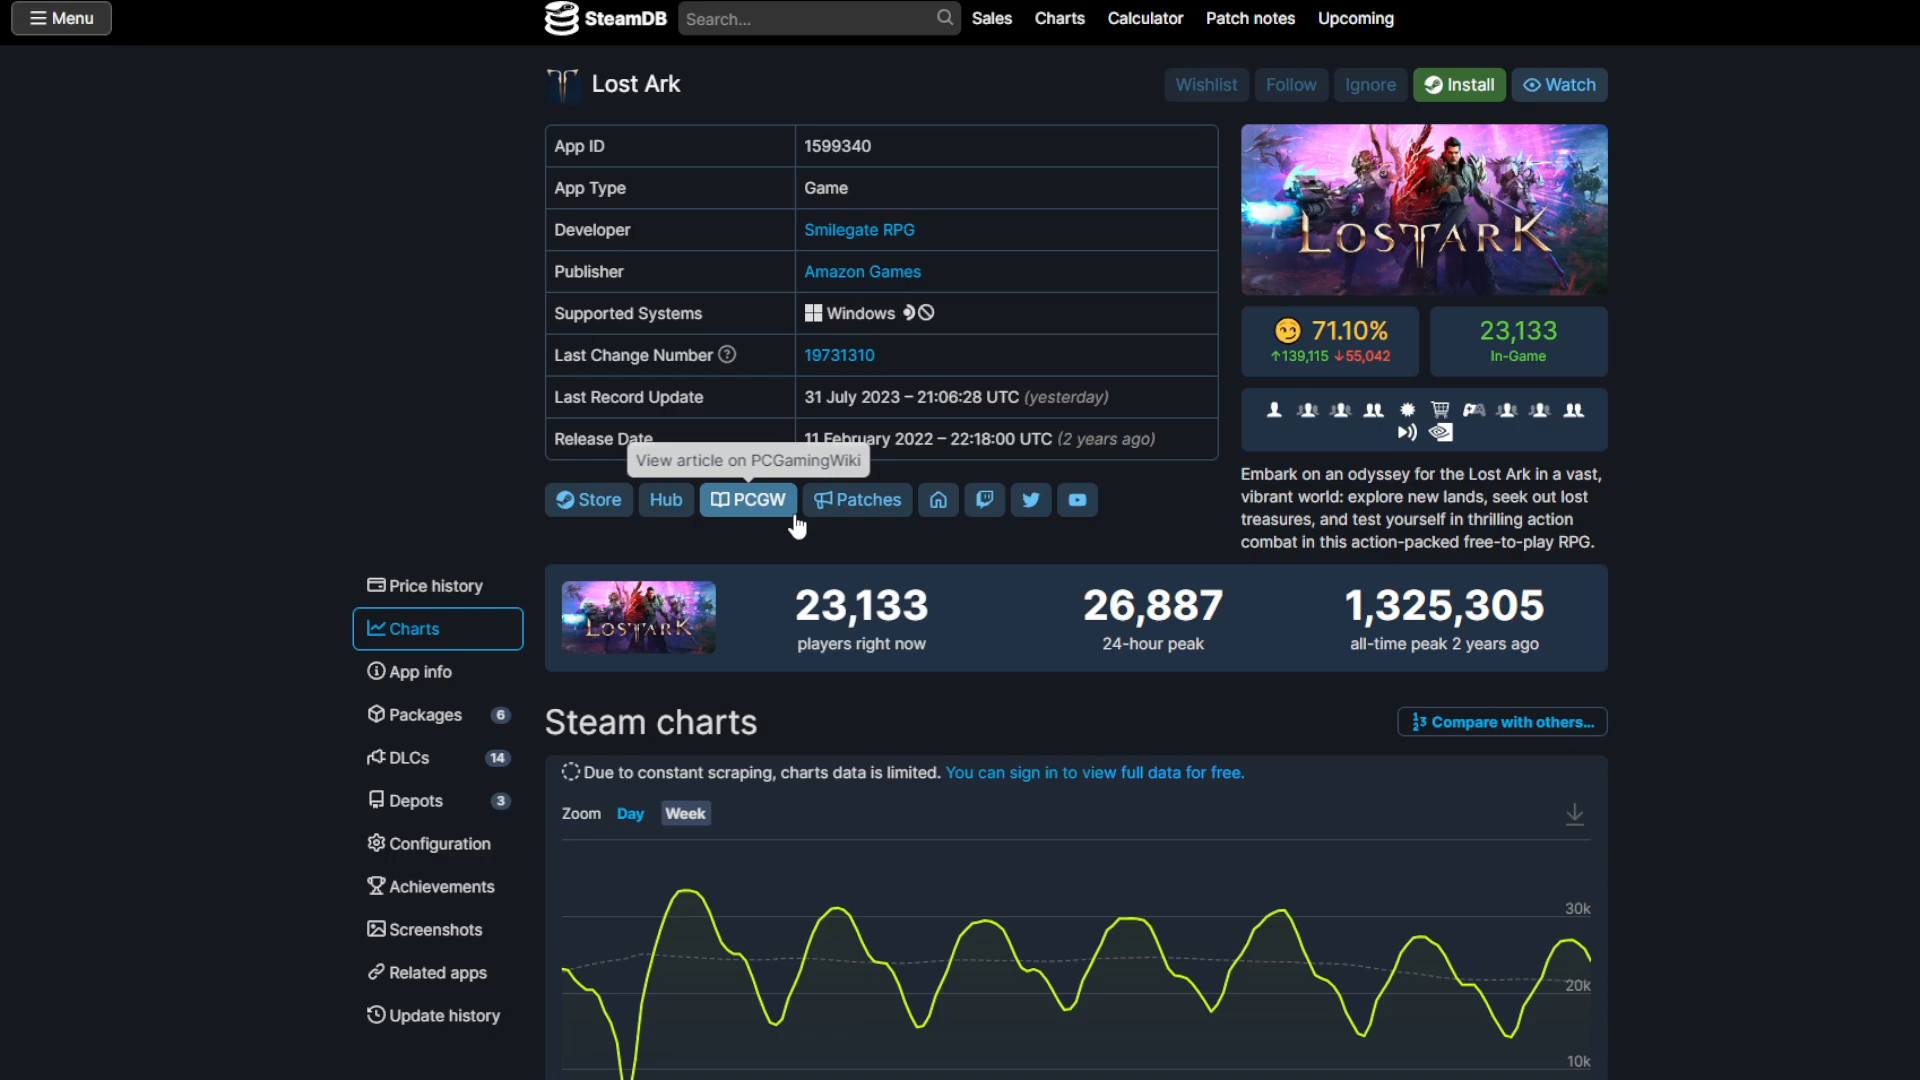 Menu
SteamDB
Search...
Sales
Charts
Calculator
Patch notes
Upcoming
Lost Ark
Wishlist
Follow
Ignore
Install
Watch
App ID 1599340
App Type Game
Developer Smilegate RPG
Publisher Amazon Games
Supported Systems Windows
Last Change Number ? 19731310
Last Record Update 31 July 2023 – 21:06:28 UTC (yesterday)
Release Date 11 February 2022 – 22:18:00 UTC (2 years ago)
View article on PCGamingWiki
Store
Hub
PCGW
Patches
LOST ARK
71.10%
↑139,115 ↓55,042
23,133
In-Game
Embark on an odyssey for the Lost Ark in a vast,
vibrant world: explore new lands, seek out lost
treasures, and test yourself in thrilling action
combat in this action-packed free-to-play RPG.
Price history
Charts
App info
Packages 6
DLCs 14
Depots 3
Configuration
Achievements
Screenshots
Related apps
Update history
LOST ARK
23,133
players right now
26,887
24-hour peak
1,325,305
all-time peak 2 years ago
Steam charts
Compare with others...
Due to constant scraping, charts data is limited. You can sign in to view full data for free.
Zoom Day Week
30k
20k
10k